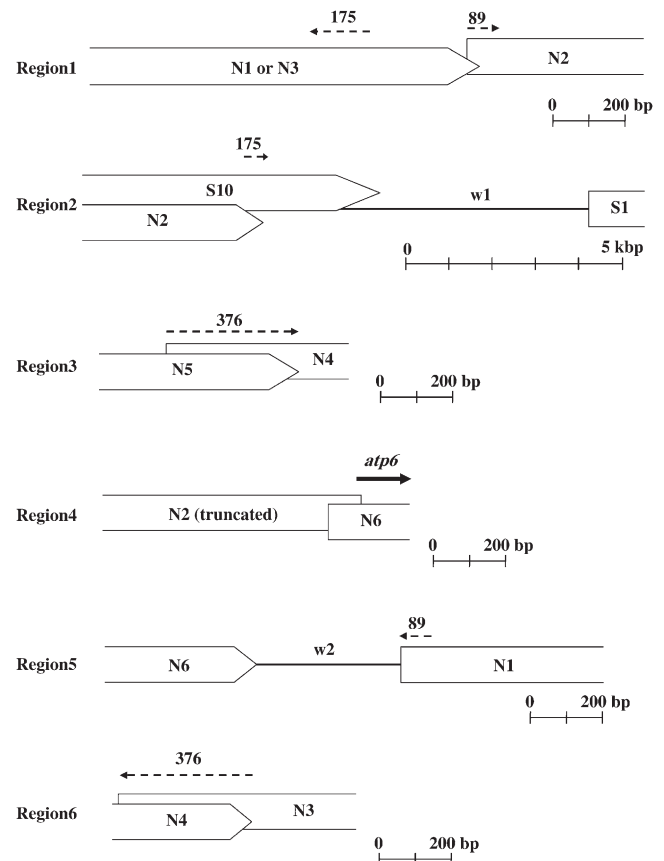 175 89
Region1 N1 or N3 N2
0 200 bp
175
Region2 S10 w1
N2 S1
0 5 kbp
376
Region3 N5 N4
0 200 bp
atp6
Region4 N2 (truncated) N6
0 200 bp
89
Region5 N6 w2 N1
0 200 bp
376
Region6 N4 N3
0 200 bp